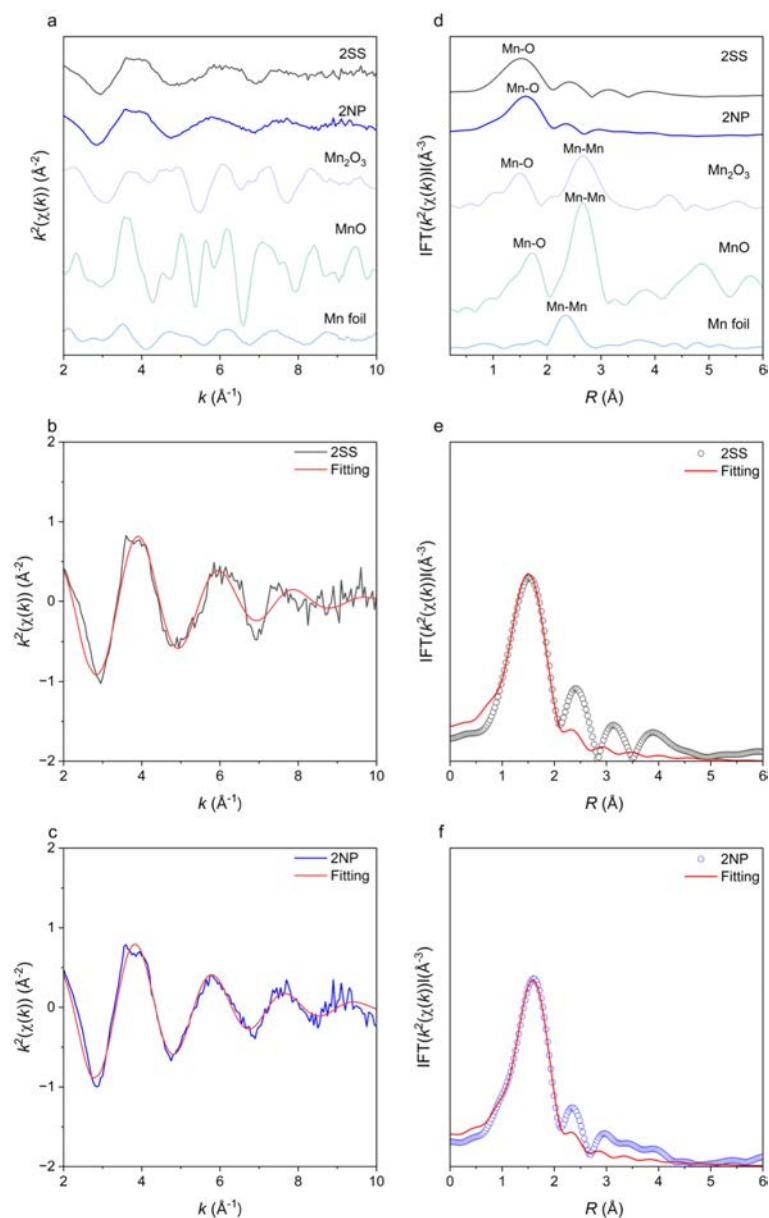 a
2SS
2NP
Mn₂O₃
MnO
Mn foil
k²(χ(k)) (Å⁻²)
2 4 6 8 10
k (Å⁻¹)
d
Mn-O
2SS
Mn-O
2NP
Mn-Mn
Mn-O
Mn₂O₃
Mn-Mn
Mn-O
MnO
Mn-Mn
Mn foil
IFT(k²(χ(k))I(Å⁻³)
0 1 2 3 4 5 6
R (Å)
b
2SS
Fitting
2
1
0
-1
-2
k²(χ(k)) (Å⁻²)
2 4 6 8 10
k (Å⁻¹)
e
2SS
Fitting
IFT(k²(χ(k))I(Å⁻³)
0 1 2 3 4 5 6
R (Å)
c
2NP
Fitting
2
1
0
-1
-2
k²(χ(k)) (Å⁻²)
2 4 6 8 10
k (Å⁻¹)
f
2NP
Fitting
IFT(k²(χ(k))I(Å⁻³)
0 1 2 3 4 5 6
R (Å)